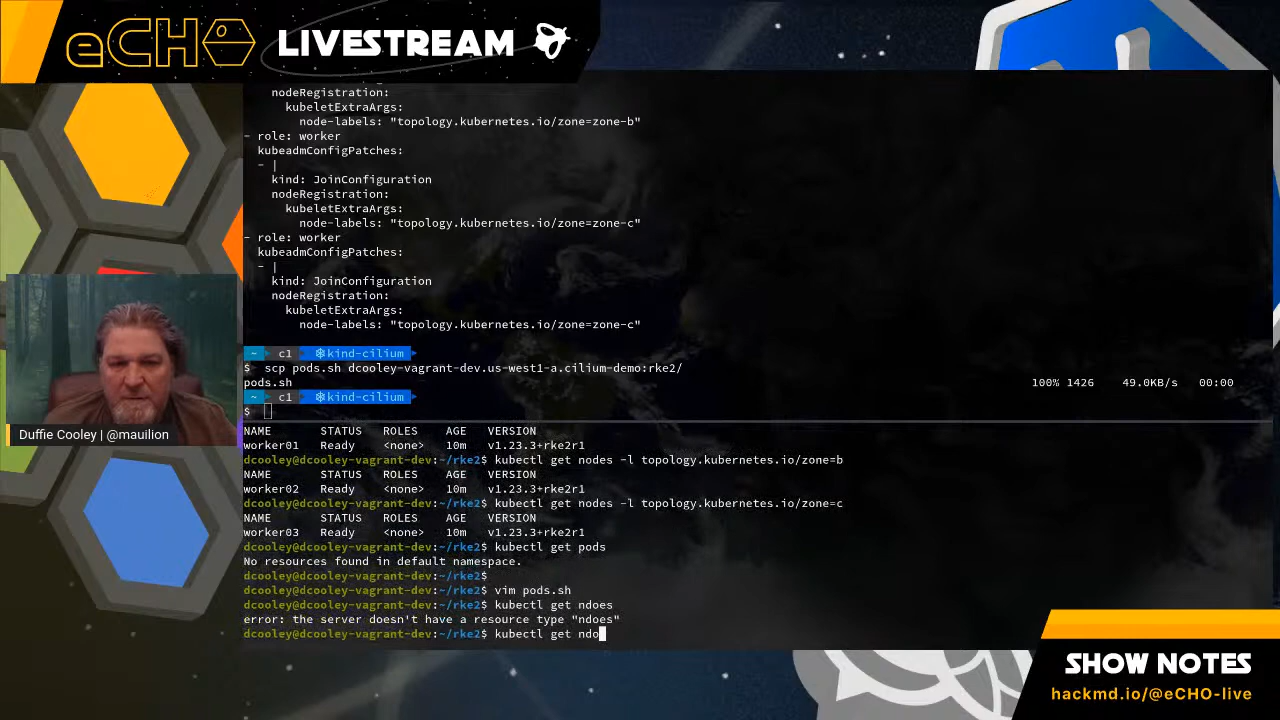 eCHO LIVESTREAM
nodeRegistration:
kubeletExtraArgs:
node-labels: "topology.kubernetes.io/zone=zone-b"
- role: worker
kubeadmConfigPatches:
- |
kind: JoinConfiguration
nodeRegistration:
kubeletExtraArgs:
node-labels: "topology.kubernetes.io/zone=zone-c"
- role: worker
kubeadmConfigPatches:
- |
kind: JoinConfiguration
nodeRegistration:
kubeletExtraArgs:
node-labels: "topology.kubernetes.io/zone=zone-c"
~ c1 ⎈kind-cilium
$ scp pods.sh dcooley-vagrant-dev.us-west1-a.cilium-demo:rke2/
pods.sh 100% 1426 49.0KB/s 00:00
~ c1 ⎈kind-cilium
$
Duffie Cooley | @mauilion
NAME STATUS ROLES AGE VERSION
worker01 Ready <none> 10m v1.23.3+rke2r1
dcooley@dcooley-vagrant-dev:~/rke2$ kubectl get nodes -l topology.kubernetes.io/zone=b
NAME STATUS ROLES AGE VERSION
worker02 Ready <none> 10m v1.23.3+rke2r1
dcooley@dcooley-vagrant-dev:~/rke2$ kubectl get nodes -l topology.kubernetes.io/zone=c
NAME STATUS ROLES AGE VERSION
worker03 Ready <none> 10m v1.23.3+rke2r1
dcooley@dcooley-vagrant-dev:~/rke2$ kubectl get pods
No resources found in default namespace.
dcooley@dcooley-vagrant-dev:~/rke2$
dcooley@dcooley-vagrant-dev:~/rke2$ vim pods.sh
dcooley@dcooley-vagrant-dev:~/rke2$ kubectl get ndoes
error: the server doesn't have a resource type "ndoes"
dcooley@dcooley-vagrant-dev:~/rke2$ kubectl get ndo
SHOW NOTES
hackmd.io/@eCHO-live